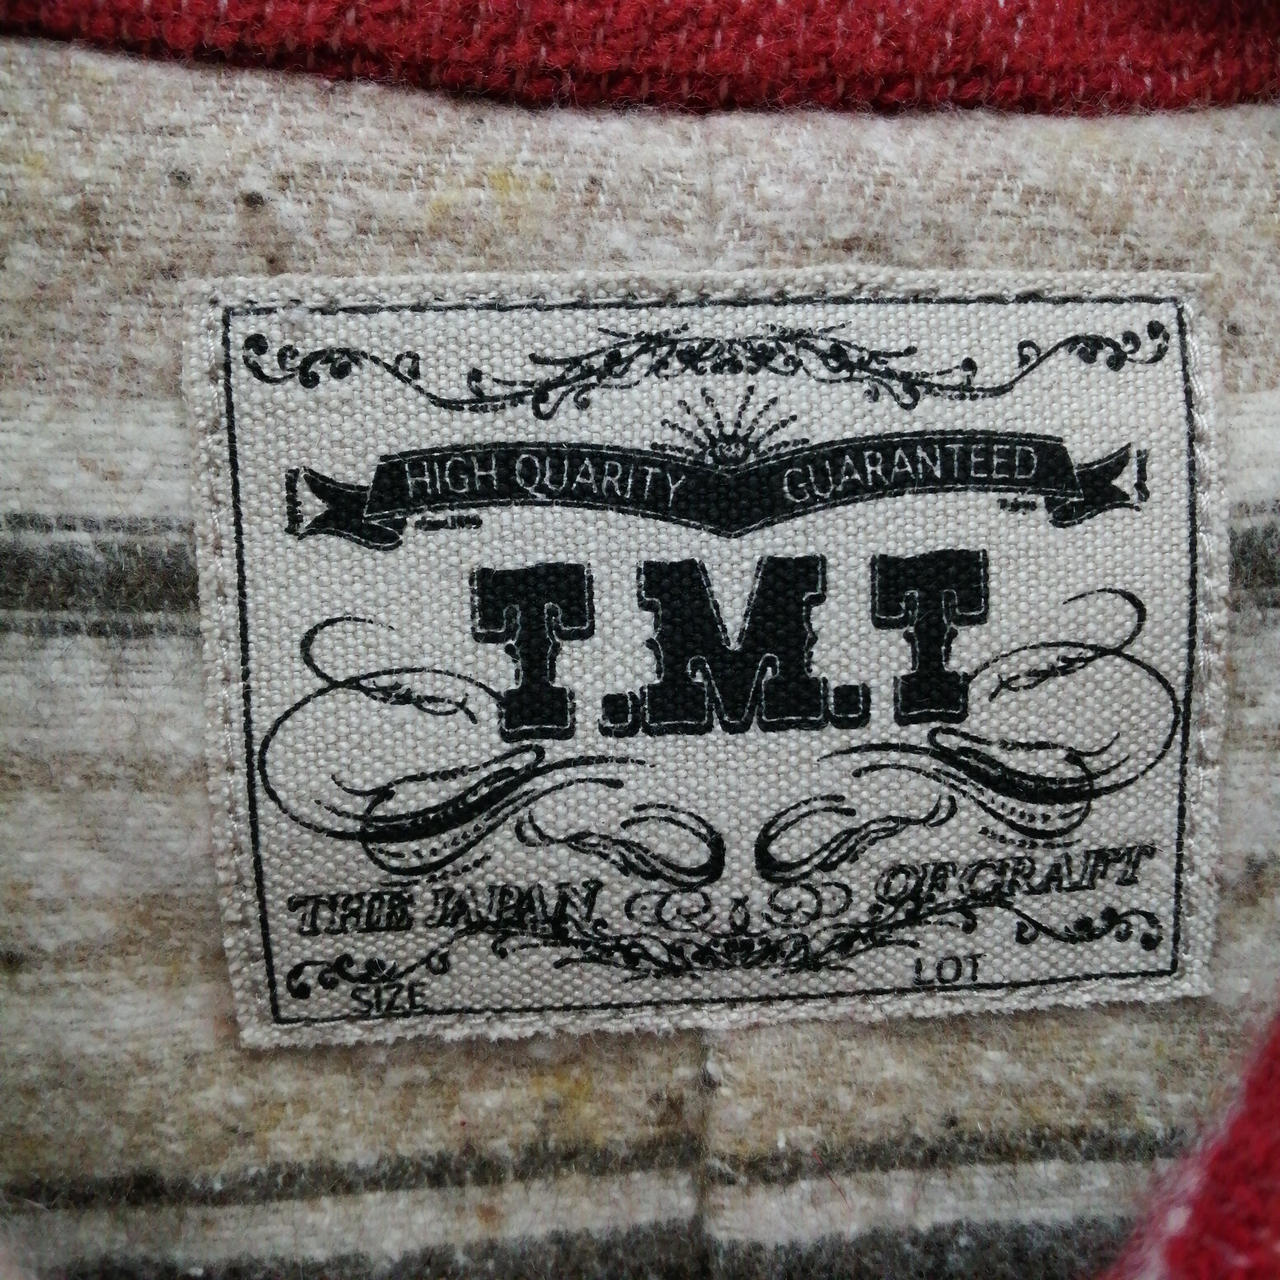 HIGH QUARITY GUARANTEED
T.M.T
THE JAPAN OF CRAFT
SIZE LOT